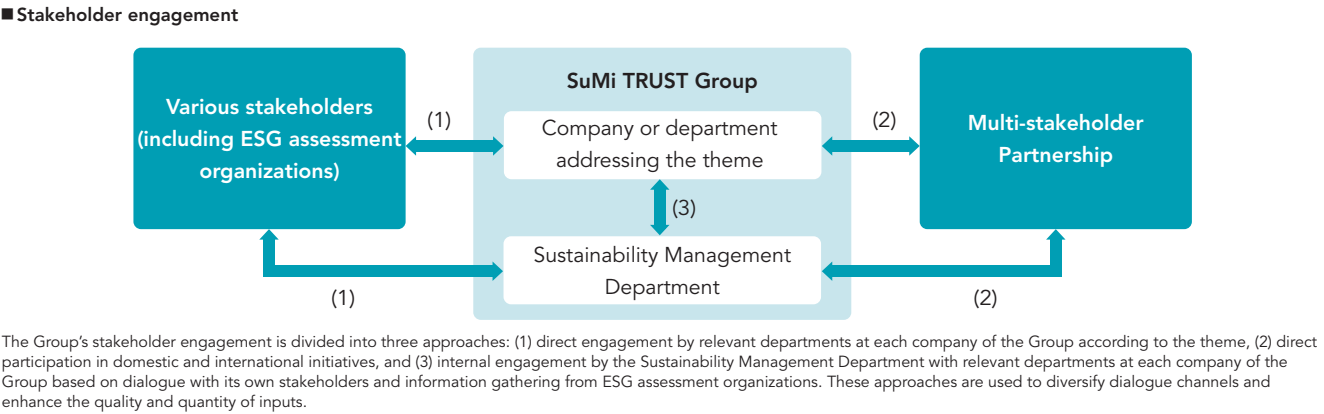 ■ Stakeholder engagement
Various stakeholders
(including ESG assessment
organizations)
(1)
SuMi TRUST Group
Company or department
addressing the theme
(2)
Multi-stakeholder
Partnership
(3)
Sustainability Management
Department
(1)
(2)
The Group’s stakeholder engagement is divided into three approaches: (1) direct engagement by relevant departments at each company of the Group according to the theme, (2) direct
participation in domestic and international initiatives, and (3) internal engagement by the Sustainability Management Department with relevant departments at each company of the
Group based on dialogue with its own stakeholders and information gathering from ESG assessment organizations. These approaches are used to diversify dialogue channels and
enhance the quality and quantity of inputs.